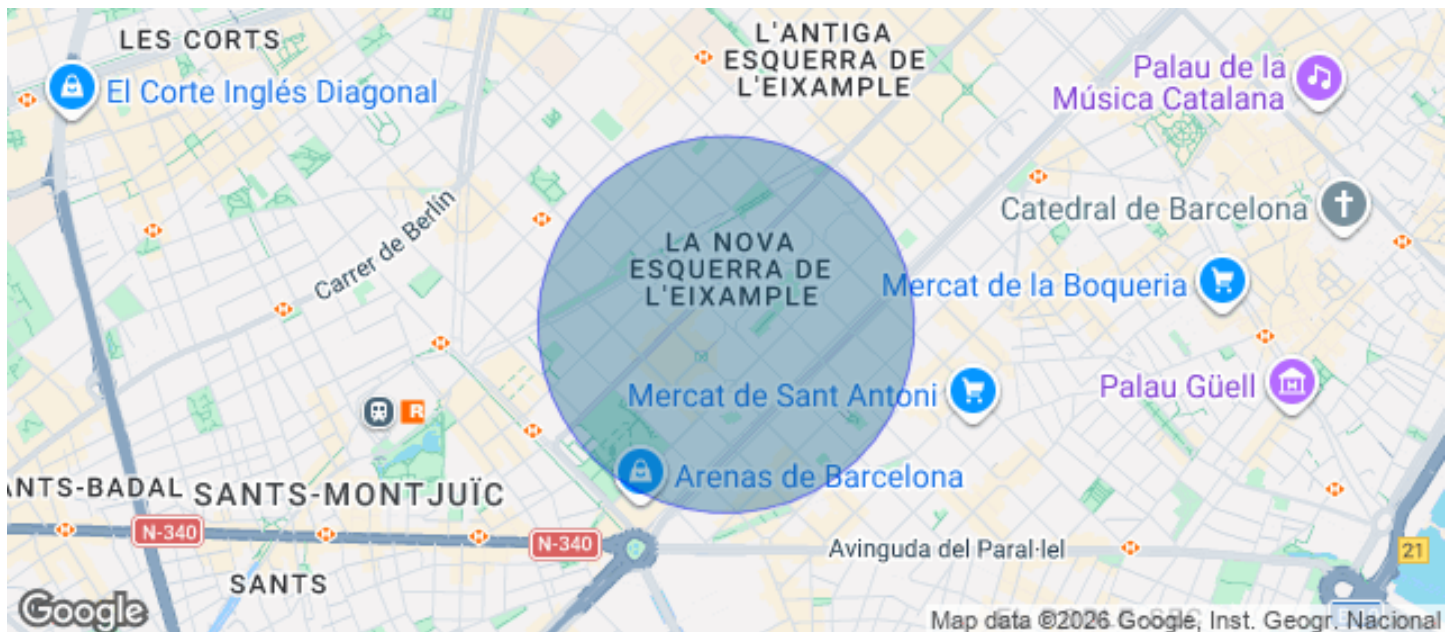 LES CORTS
El Corte Inglés Diagonal
L'ANTIGA
ESQUERRA DE
L'EIXAMPLE
Palau de la
Música Catalana
Carrer de Berlín
LA NOVA
ESQUERRA DE
L'EIXAMPLE
Catedral de Barcelona
Mercat de la Boqueria
Mercat de Sant Antoni
Palau Güell
R
Arenas de Barcelona
ANTS-BADAL
SANTS-MONTJUÏC
N-340
N-340
Avinguda del Paral·lel
21
SANTS
Google
Map data ©2026 Google, Inst. Geogr. Nacional